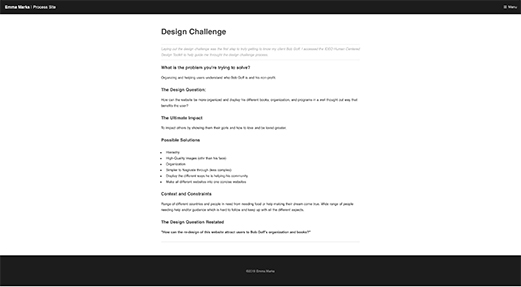 Emma Marks | Process Site
☰ Menu
Design Challenge
Laying out the design challenge was the first step to truly getting to know my client Bob Goff. I accessed the IDEO Human Centered
Design Toolkit to help guide me through the design challenge process.
What is the problem you're trying to solve?
Organizing and helping users understand who Bob Goff is and his non-profit.
The Design Question:
How can the website be more organized and display his different books, organization, and programs in a well thought out way that
benefits the user?
The Ultimate Impact
To impact others by showing them their gods and how to love and be loved greater.
Possible Solutions
Hierarchy
High-Quality images (often than his face)
Organization
Simpler to Navigate through (less complex)
Display the different ways he is helping his community
Make all different websites into one concise websites
Context and Constraints
Range of different countries and people in need from needing food or help making their dream come true. Wide range of people
needing help and/or guidance which is hard to follow and keep up with all the different aspects.
The Design Question Restated
"How can the re-design of this website attract users to Bob Goff's organization and books?"
Emma Marks